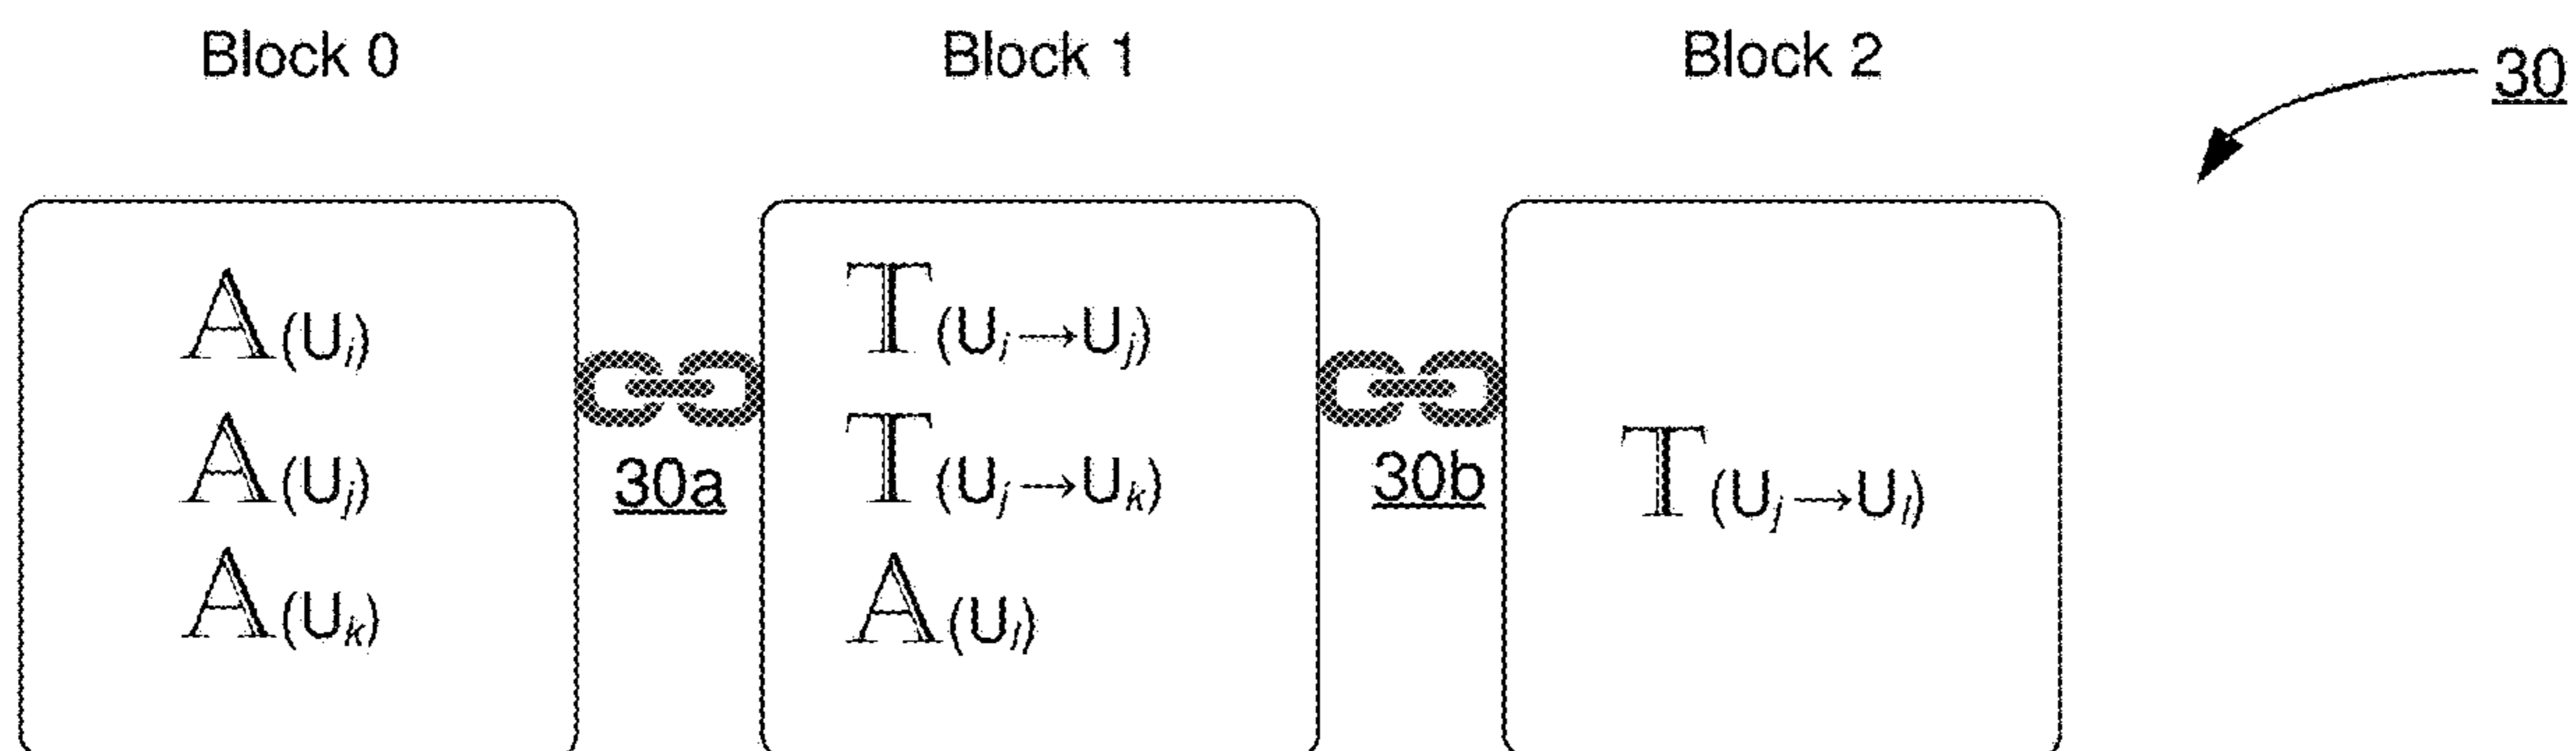 Block 0
Block 1
Block 2
30
A(Uᵢ)
A(Uⱼ)
A(Uₖ)
30a
T(Uᵢ→Uⱼ)
T(Uⱼ→Uₖ)
A(Uₗ)
30b
T(Uⱼ→Uₗ)